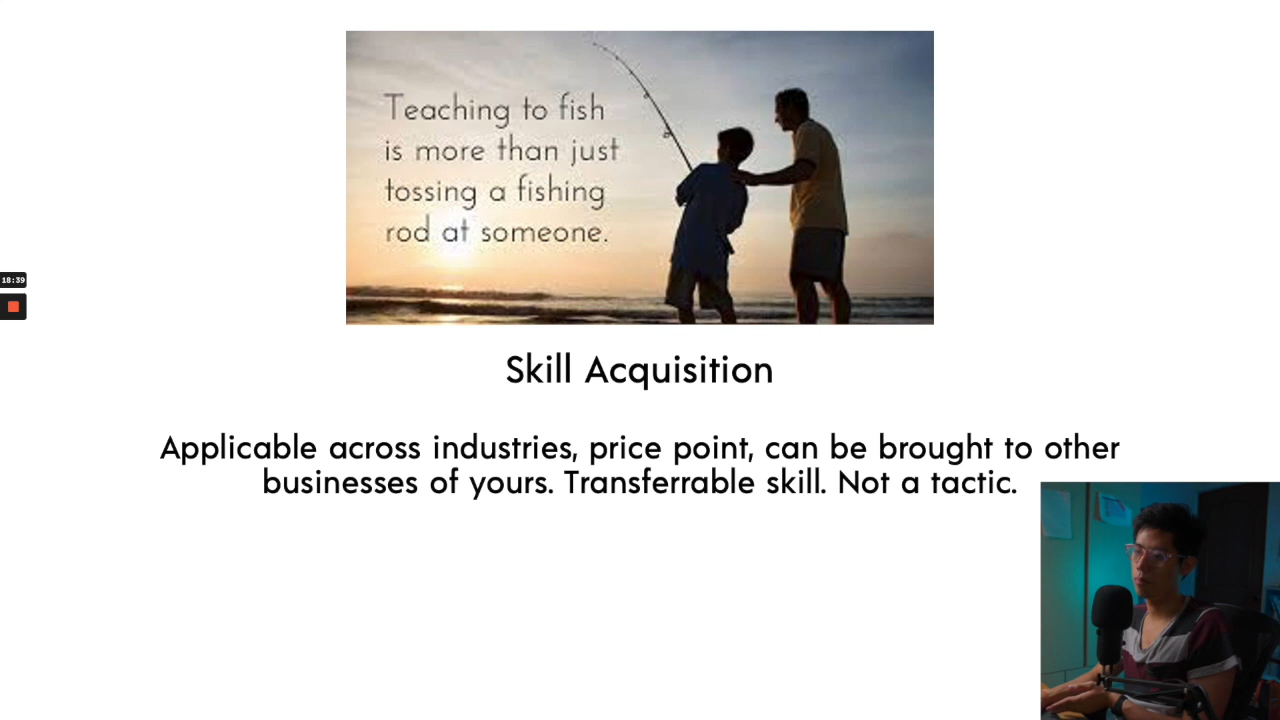 Teaching to fish
is more than just
tossing a fishing
rod at someone.
18:39
Skill Acquisition
Applicable across industries, price point, can be brought to other
businesses of yours. Transferrable skill. Not a tactic.